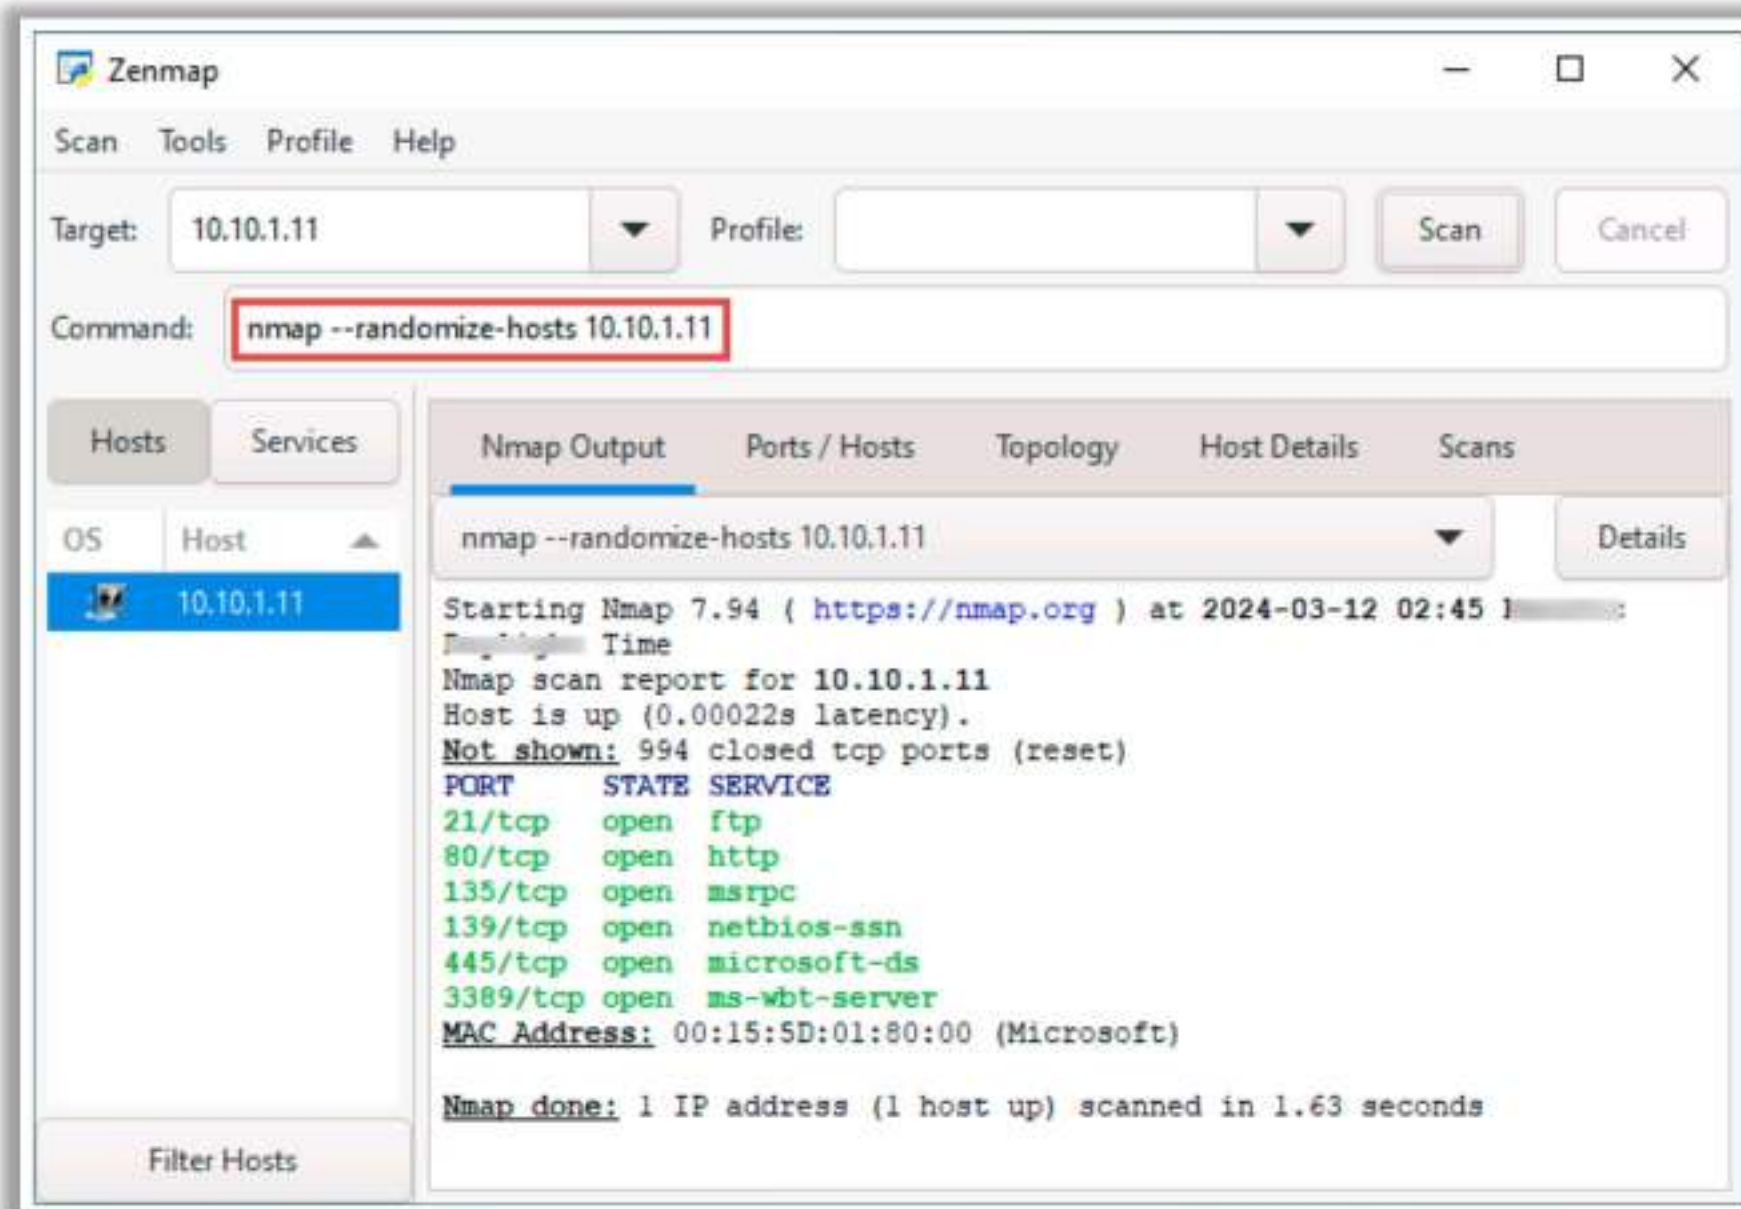 Zenmap
Scan Tools Profile Help
Target: 10.10.1.11 Profile: Scan Cancel
Command: nmap --randomize-hosts 10.10.1.11
Hosts Services
Nmap Output Ports / Hosts Topology Host Details Scans
OS Host
nmap --randomize-hosts 10.10.1.11 Details
10.10.1.11
Starting Nmap 7.94 ( https://nmap.org ) at 2024-03-12 02:45
Time
Nmap scan report for 10.10.1.11
Host is up (0.00022s latency).
Not shown: 994 closed tcp ports (reset)
PORT STATE SERVICE
21/tcp open ftp
80/tcp open http
135/tcp open msrpc
139/tcp open netbios-ssn
445/tcp open microsoft-ds
3389/tcp open ms-wbt-server
MAC Address: 00:15:5D:01:80:00 (Microsoft)
Nmap done: 1 IP address (1 host up) scanned in 1.63 seconds
Filter Hosts